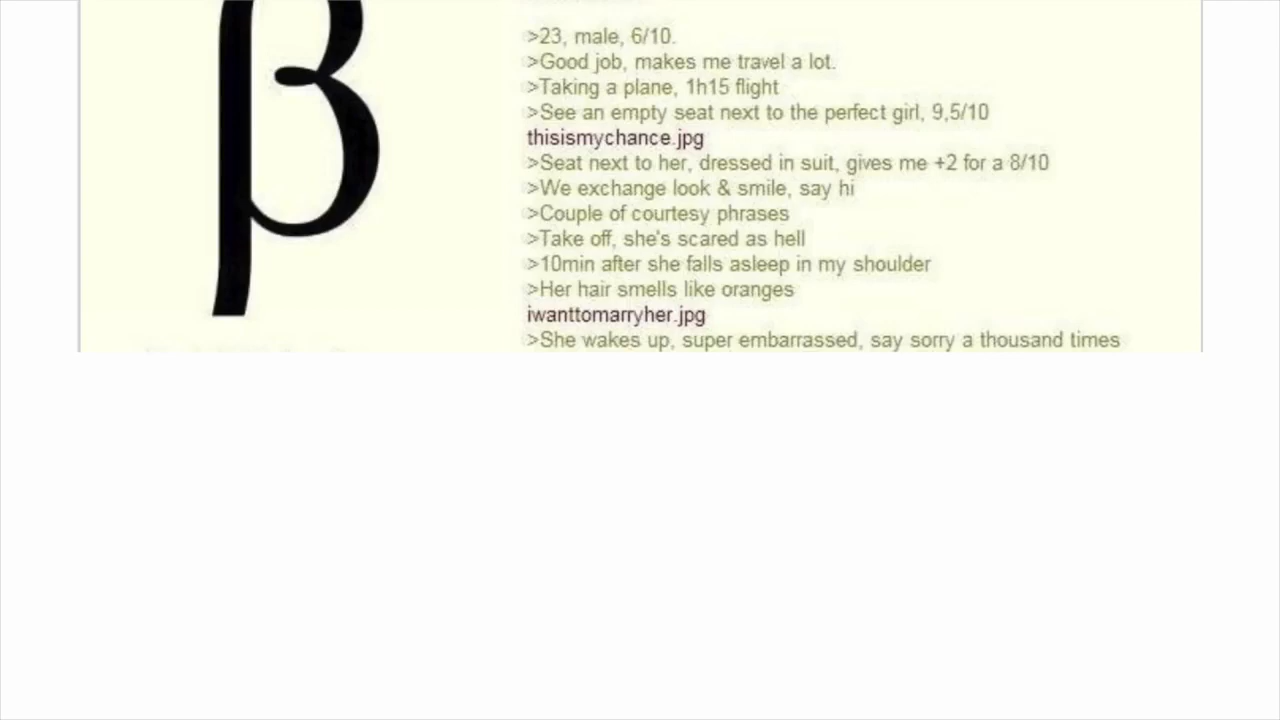 β
>23, male, 6/10.
>Good job, makes me travel a lot.
>Taking a plane, 1h15 flight
>See an empty seat next to the perfect girl, 9,5/10
thisismychance.jpg
>Seat next to her, dressed in suit, gives me +2 for a 8/10
>We exchange look & smile, say hi
>Couple of courtesy phrases
>Take off, she's scared as hell
>10min after she falls asleep in my shoulder
>Her hair smells like oranges
iwanttomarryher.jpg
>She wakes up, super embarrassed, say sorry a thousand times